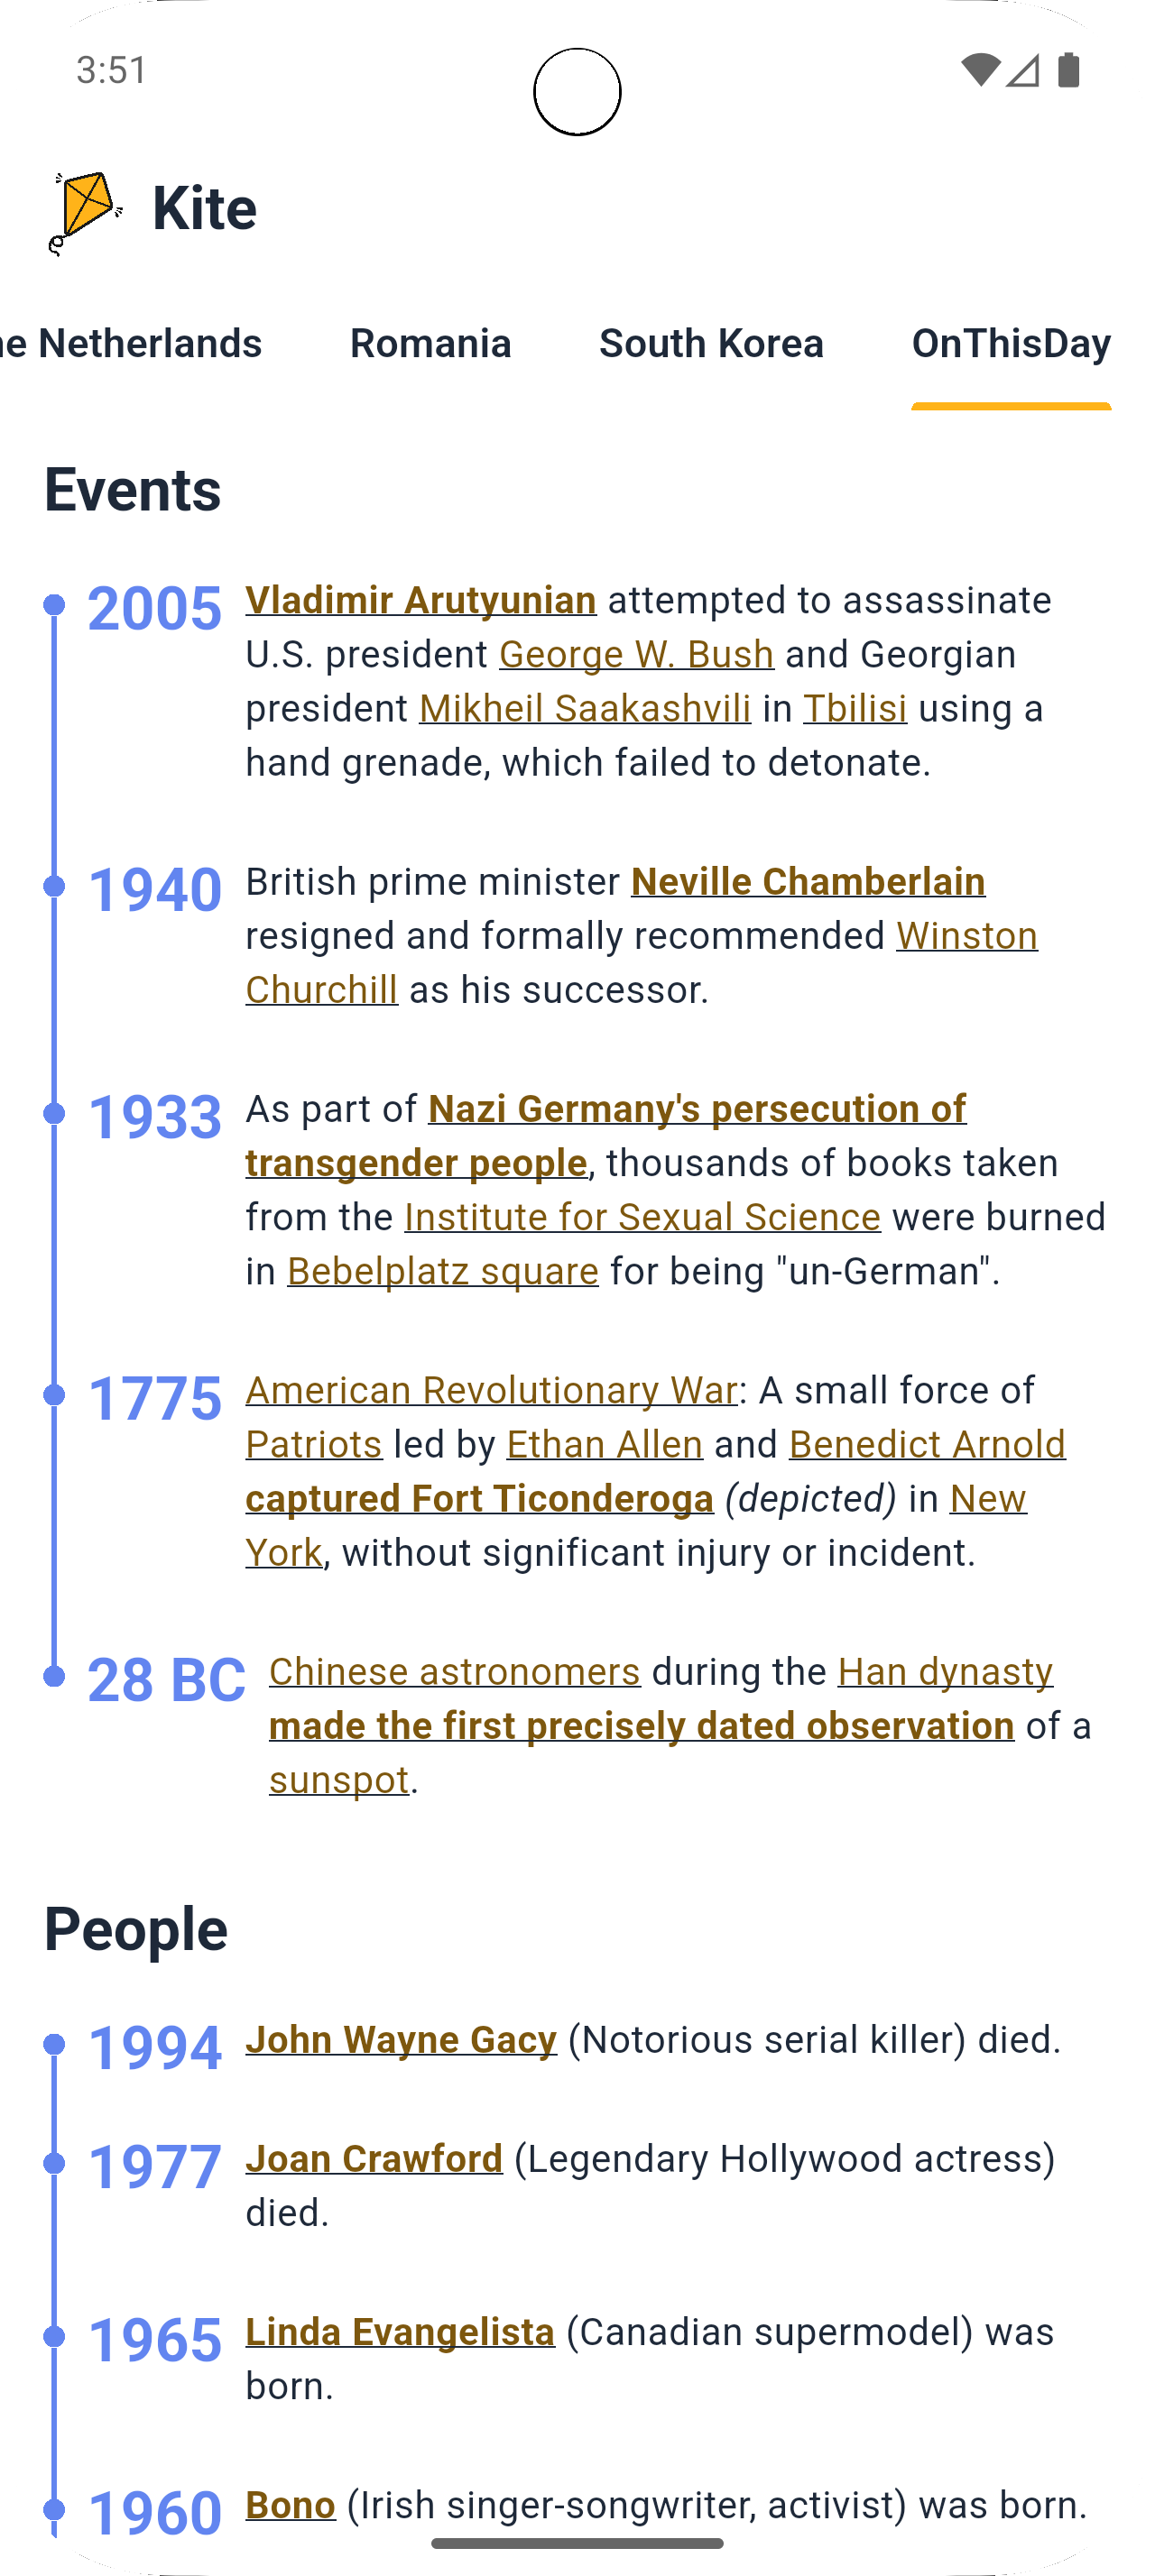 3:51
Kite
ne Netherlands
Romania
South Korea
OnThisDay
Events
2005
Vladimir Arutyunian attempted to assassinate
U.S. president George W. Bush and Georgian
president Mikheil Saakashvili in Tbilisi using a
hand grenade, which failed to detonate.
1940
British prime minister Neville Chamberlain
resigned and formally recommended Winston
Churchill as his successor.
1933
As part of Nazi Germany's persecution of
transgender people, thousands of books taken
from the Institute for Sexual Science were burned
in Bebelplatz square for being "un-German".
1775
American Revolutionary War: A small force of
Patriots led by Ethan Allen and Benedict Arnold
captured Fort Ticonderoga (depicted) in New
York, without significant injury or incident.
28 BC
Chinese astronomers during the Han dynasty
made the first precisely dated observation of a
sunspot.
People
1994
John Wayne Gacy (Notorious serial killer) died.
1977
Joan Crawford (Legendary Hollywood actress)
died.
1965
Linda Evangelista (Canadian supermodel) was
born.
1960
Bono (Irish singer-songwriter, activist) was born.